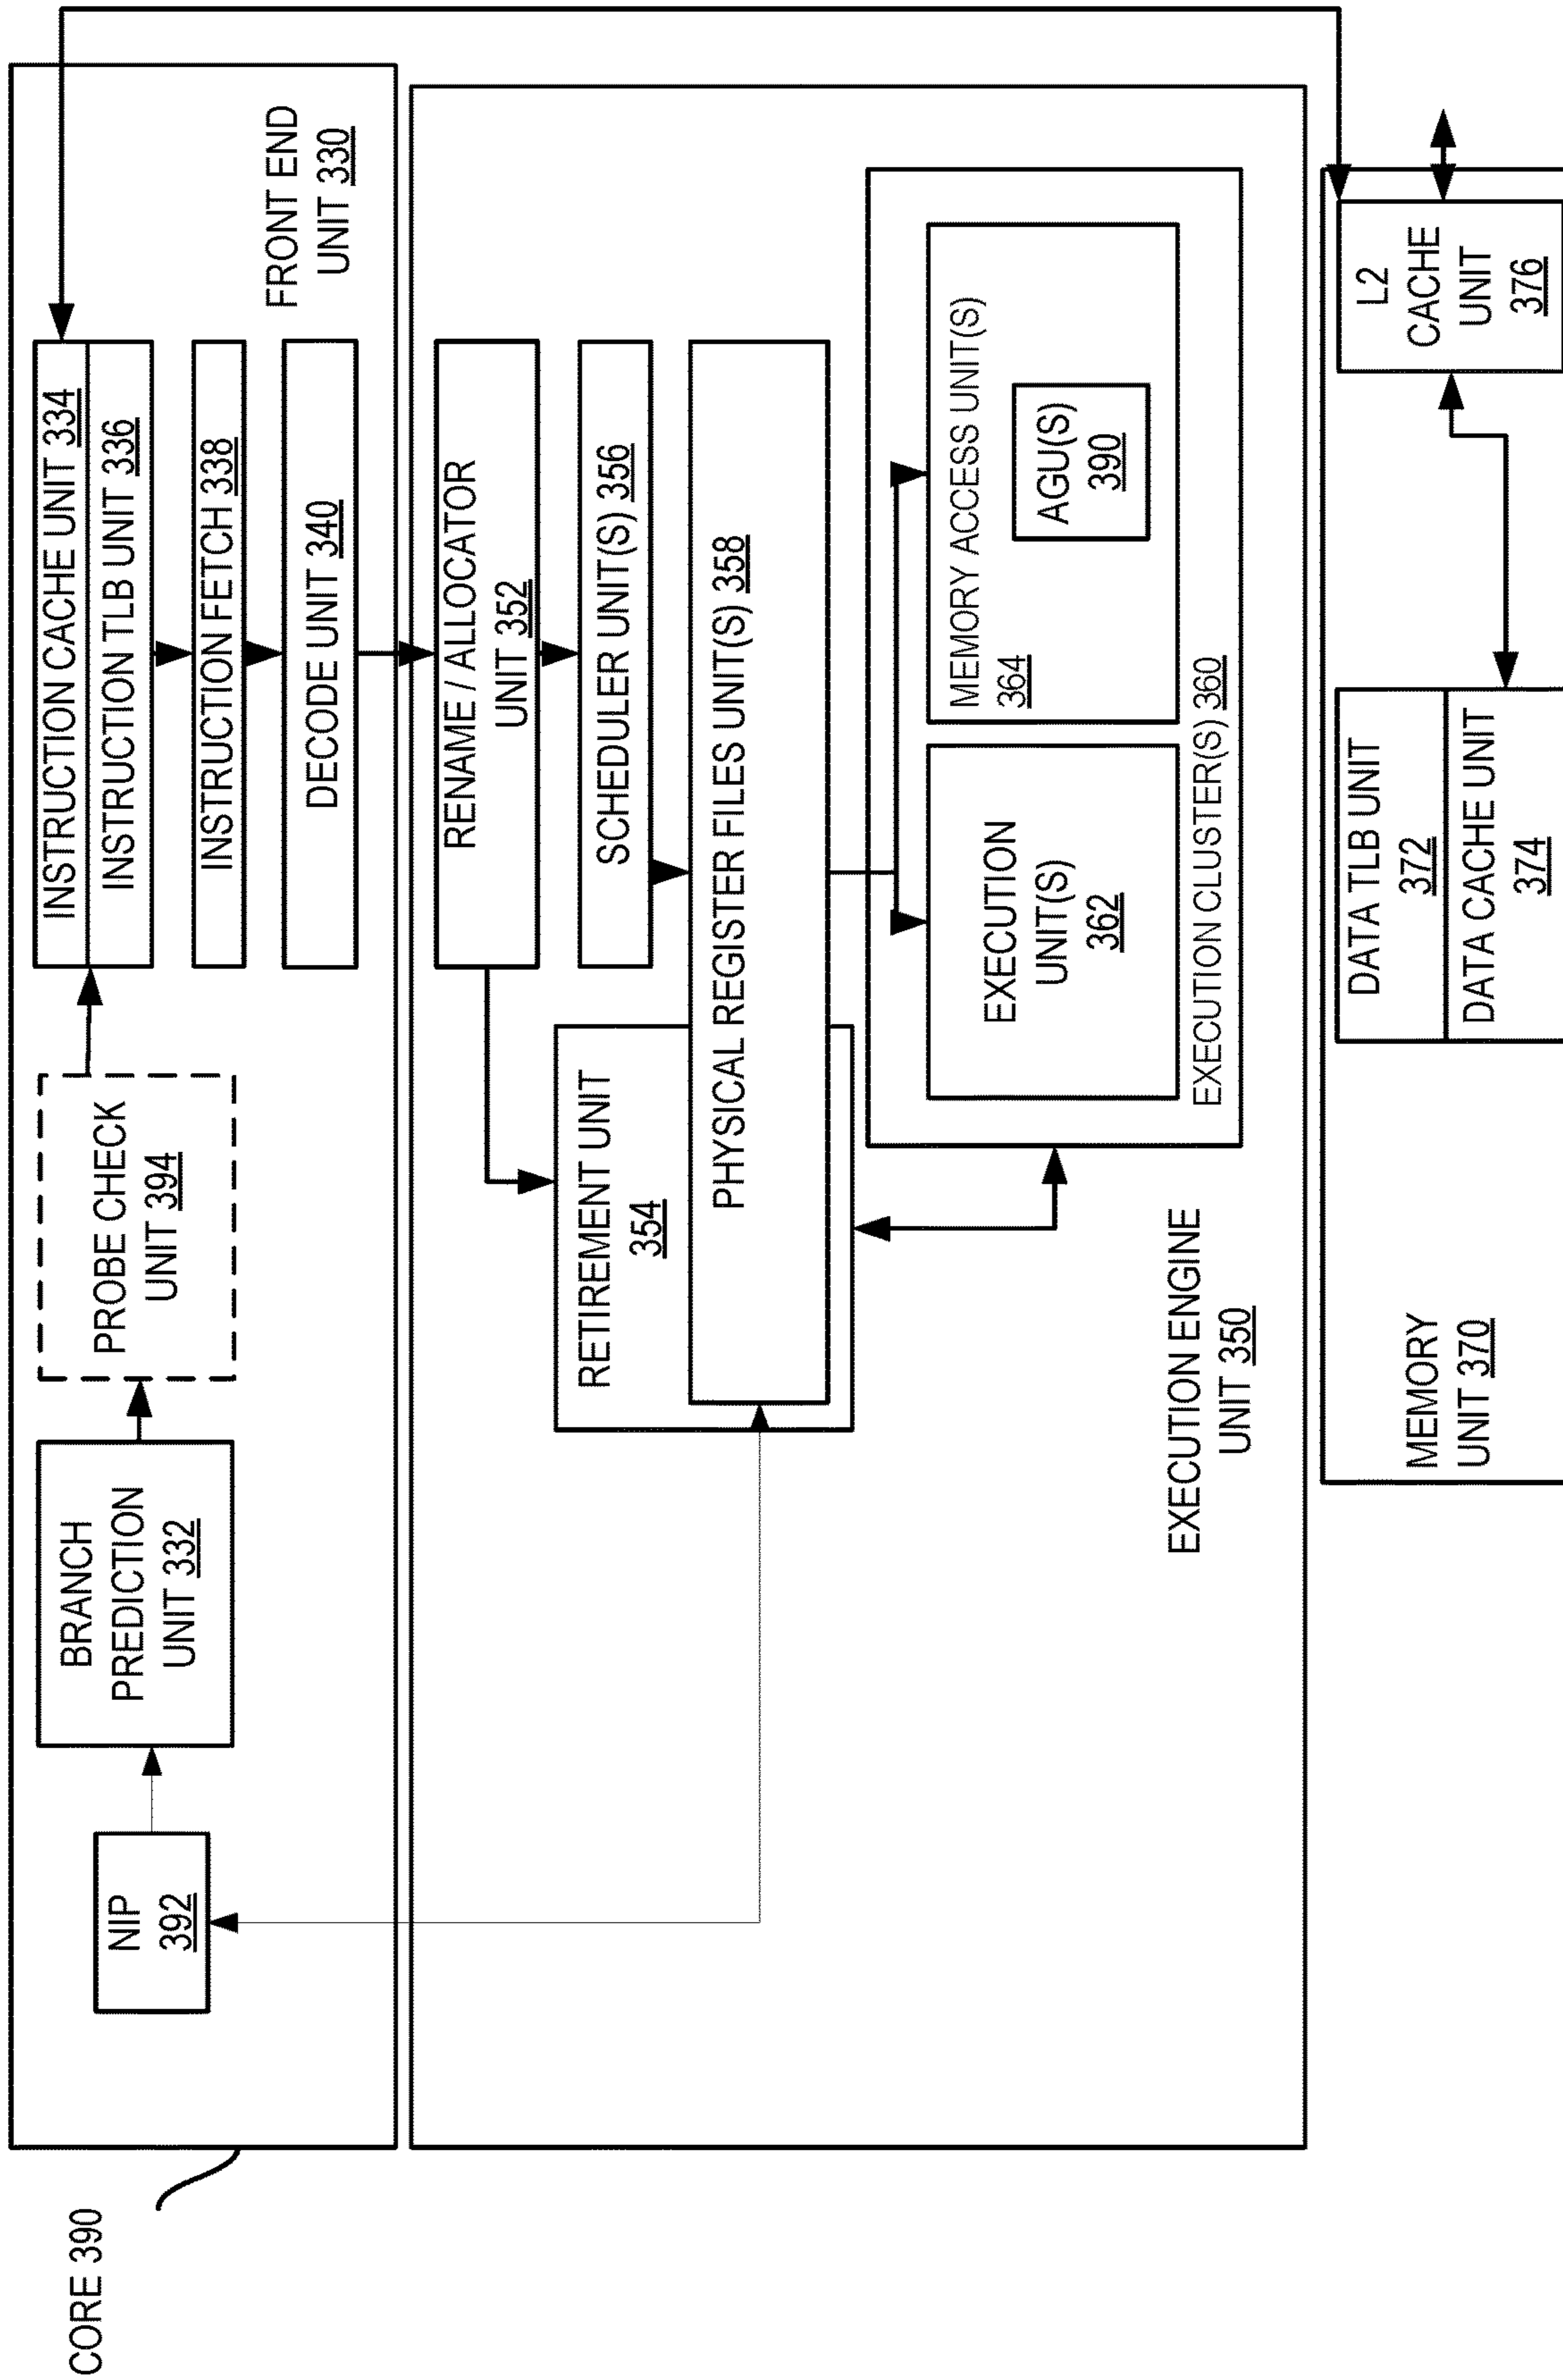 CORE 390
NIP
392
BRANCH
PREDICTION
UNIT 332
PROBE CHECK
UNIT 394
INSTRUCTION CACHE UNIT 334
INSTRUCTION TLB UNIT 336
INSTRUCTION FETCH 338
DECODE UNIT 340
FRONT END
UNIT 330
RENAME / ALLOCATOR
UNIT 352
SCHEDULER UNIT(S) 356
RETIREMENT UNIT
354
PHYSICAL REGISTER FILES UNIT(S) 358
EXECUTION
UNIT(S)
362
MEMORY ACCESS UNIT(S)
364
AGU(S)
390
EXECUTION CLUSTER(S) 360
EXECUTION ENGINE
UNIT 350
MEMORY
UNIT 370
DATA TLB UNIT
372
DATA CACHE UNIT
374
L2
CACHE
UNIT
376